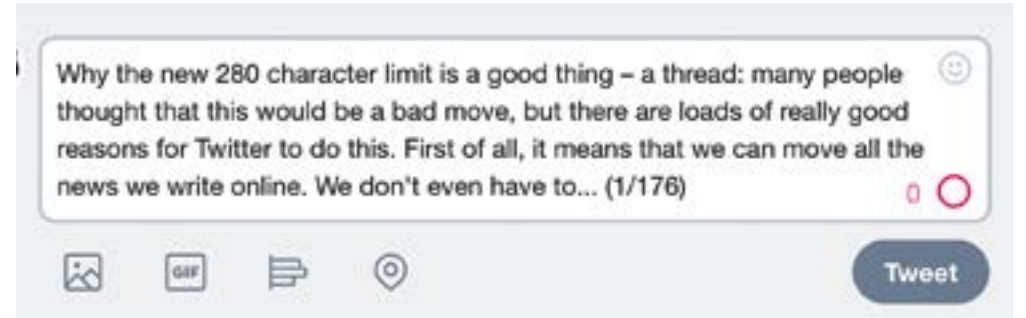 Why the new 280 character limit is a good thing – a thread: many people
thought that this would be a bad move, but there are loads of really good
reasons for Twitter to do this. First of all, it means that we can move all the
news we write online. We don't even have to... (1/176)
0
GIF
Tweet